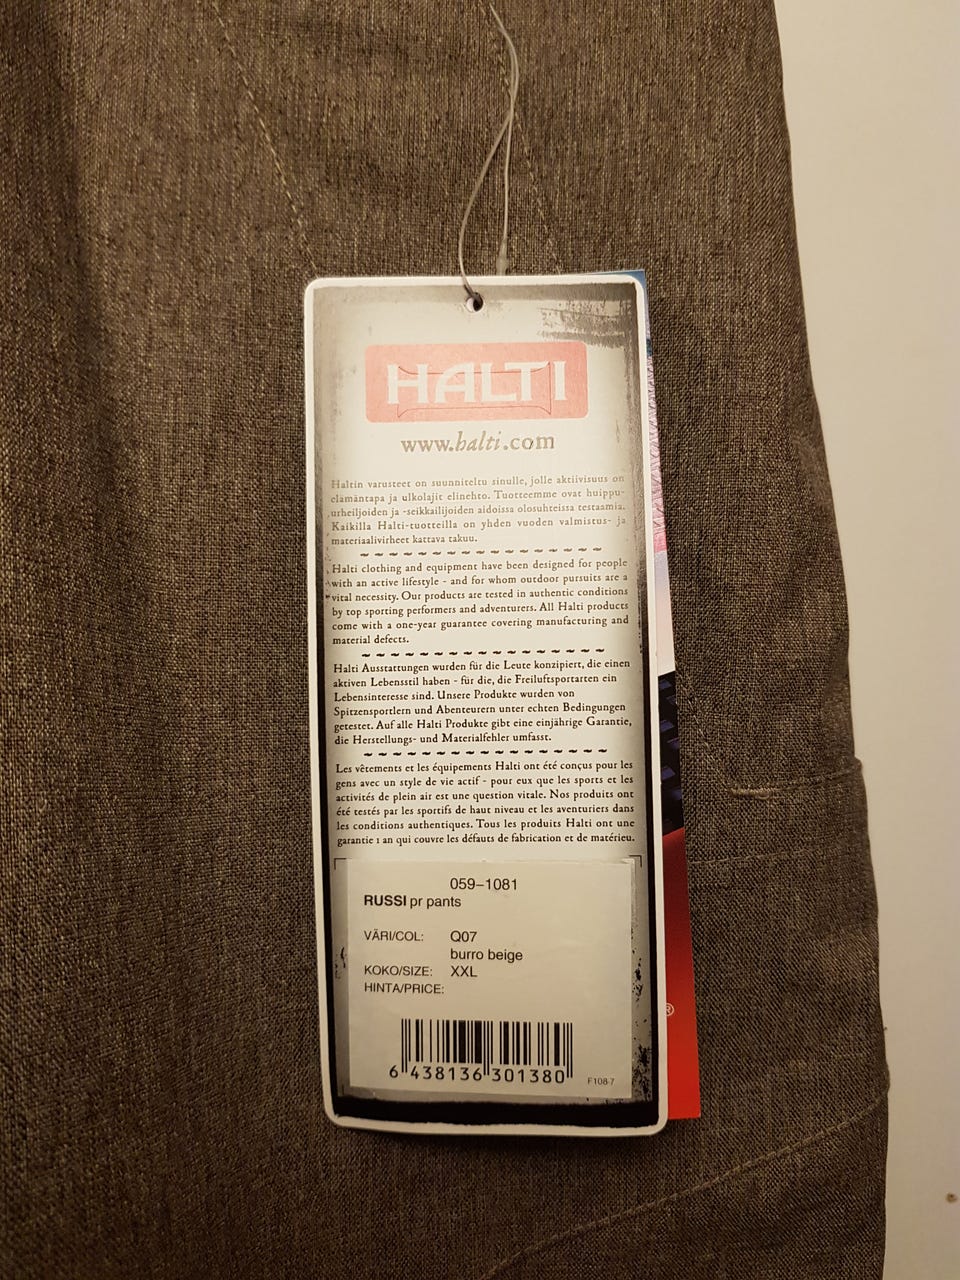 HALTI
www.halti.com
Haltin varusteet on suunniteltu sinulle, jolle aktiivisuus on
elämäntapa ja ulkolajit elinehto. Tuotteemme ovat huippu-
urheilijoiden ja -seikkailijoiden aidoissa olosuhteissa testaamia.
Kaikilla Halti-tuotteilla on yhden vuoden valmistus- ja
materiaalivirheet kattava takuu.
Halti clothing and equipment have been designed for people
with an active lifestyle - and for whom outdoor pursuits are a
vital necessity. Our products are tested in authentic conditions
by top sporting performers and adventurers. All Halti products
come with a one-year guarantee covering manufacturing and
material defects.
Halti Ausstattungen wurden für die Leute konzipiert, die einen
aktiven Lebensstil haben - für die, die Freiluftsportarten ein
Lebensinteresse sind. Unsere Produkte wurden von
Spitzensportlern und Abenteurern unter echten Bedingungen
getestet. Auf alle Halti Produkte gibt eine einjährige Garantie,
die Herstellungs- und Materialfehler umfasst.
Les vêtements et les équipements Halti ont été conçus pour les
gens avec un style de vie actif - pour eux que les sports et les
activités de plein air est une question vitale. Nos produits ont
été testés par les sportifs de haut niveau et les aventuriers dans
les conditions authentiques. Tous les produits Halti ont une
garantie 1 an qui couvre les défauts de fabrication et de matérieu.
059-1081
RUSSI pr pants
VÄRI/COL: Q07
burro beige
KOKO/SIZE: XXL
HINTA/PRICE:
6 438136 301380
F108-7
®